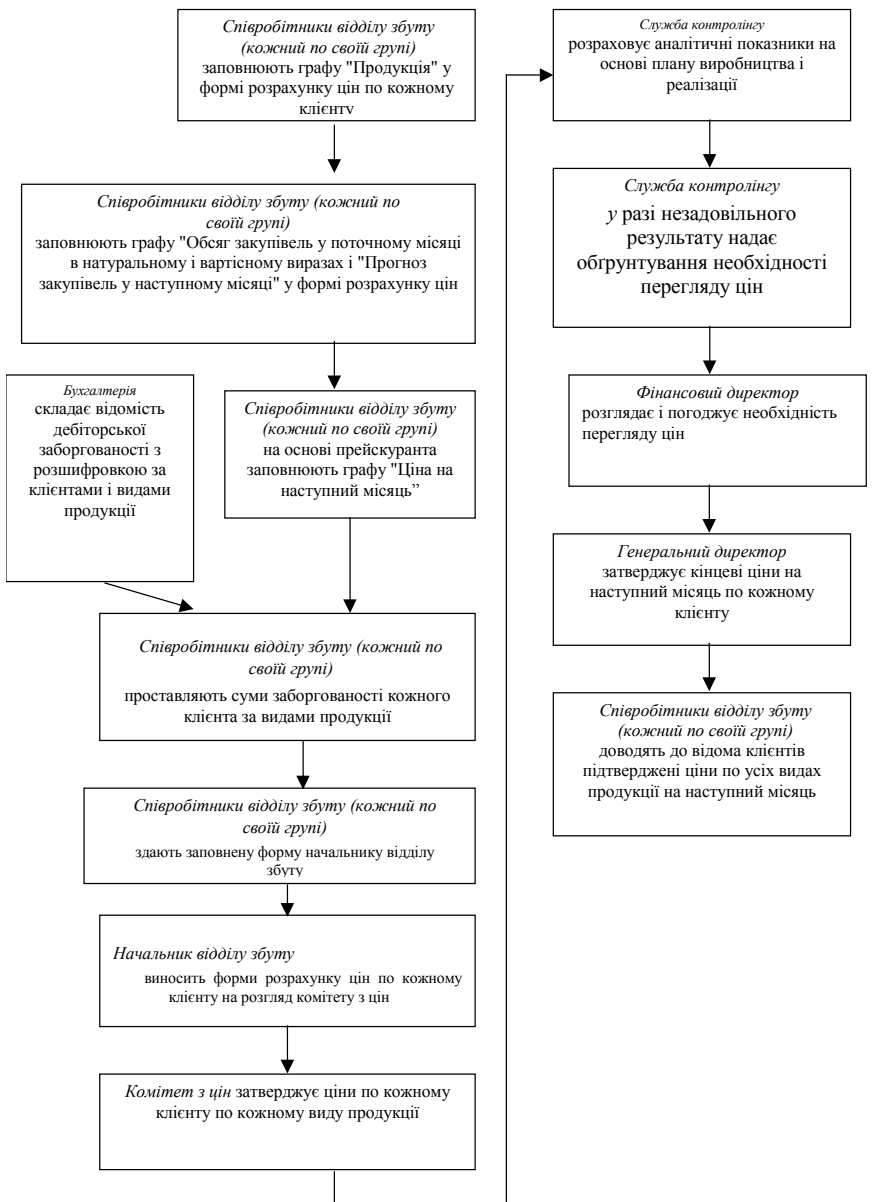 Співробітники відділу збуту
(кожний по своїй групі)
заповнюють графу "Продукція" у
формі розрахунку цін по кожному
клієнту
Співробітники відділу збуту (кожний по
своїй групі)
заповнюють графу "Обсяг закупівель у поточному місяці
в натуральному і вартісному виразах і "Прогноз
закупівель у наступному місяці" у формі розрахунку цін
Бухгалтерія
складає відомість
дебіторської
заборгованості з
розшифровкою за
клієнтами і видами
продукції
Співробітники відділу збуту
(кожний по своїй групі)
на основі прейскуранта
заповнюють графу "Ціна на
наступний місяць”
Співробітники відділу збуту (кожний по
своїй групі)
проставляють суми заборгованості кожного
клієнта за видами продукції
Співробітники відділу збуту (кожний по
своїй групі)
здають заповнену форму начальнику відділу
збуту
Начальник відділу збуту
виносить форми розрахунку цін по кожному
клієнту на розгляд комітету з цін
Комітет з цін затверджує ціни по кожному
клієнту по кожному виду продукції
Служба контролінгу
розраховує аналітичні показники на
основі плану виробництва і
реалізації
Служба контролінгу
у разі незадовільного
результату надає
обґрунтування необхідності
перегляду цін
Фінансовий директор
розглядає і погоджує необхідність
перегляду цін
Генеральний директор
затверджує кінцеві ціни на
наступний місяць по кожному
клієнту
Співробітники відділу збуту
(кожний по своїй групі)
доводять до відома клієнтів
підтверджені ціни по усіх видах
продукції на наступний місяць